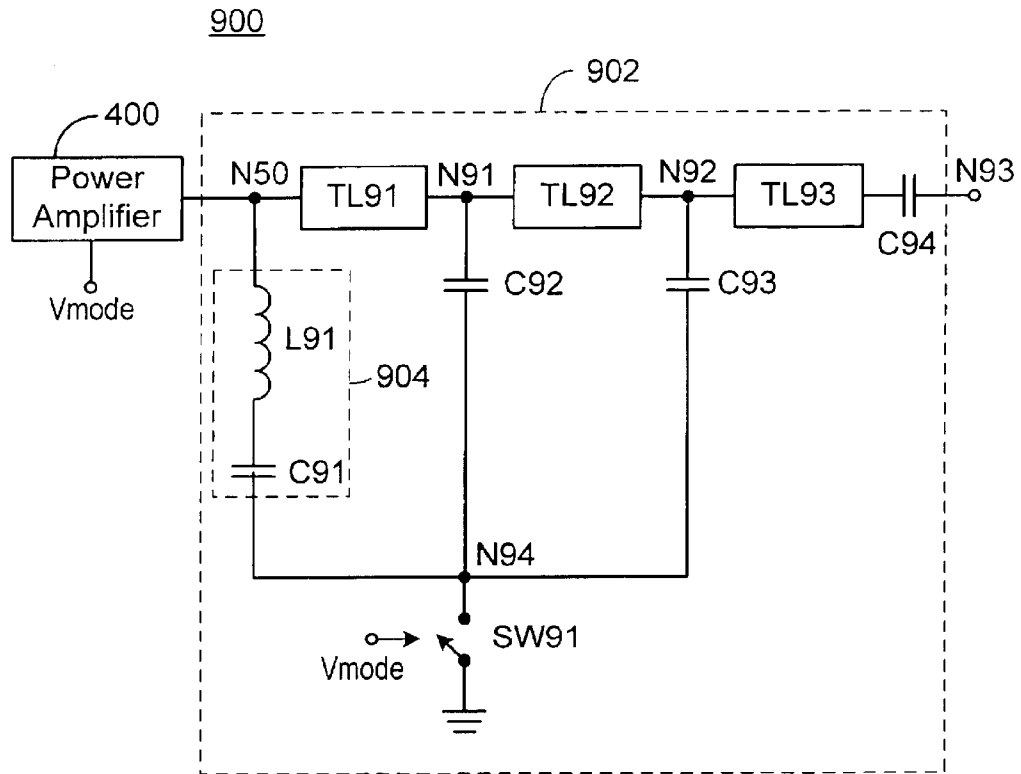 900
902
400
Power
Amplifier
Vmode
N50
TL91
N91
TL92
N92
TL93
N93
C94
L91
904
C91
C92
C93
N94
SW91
Vmode